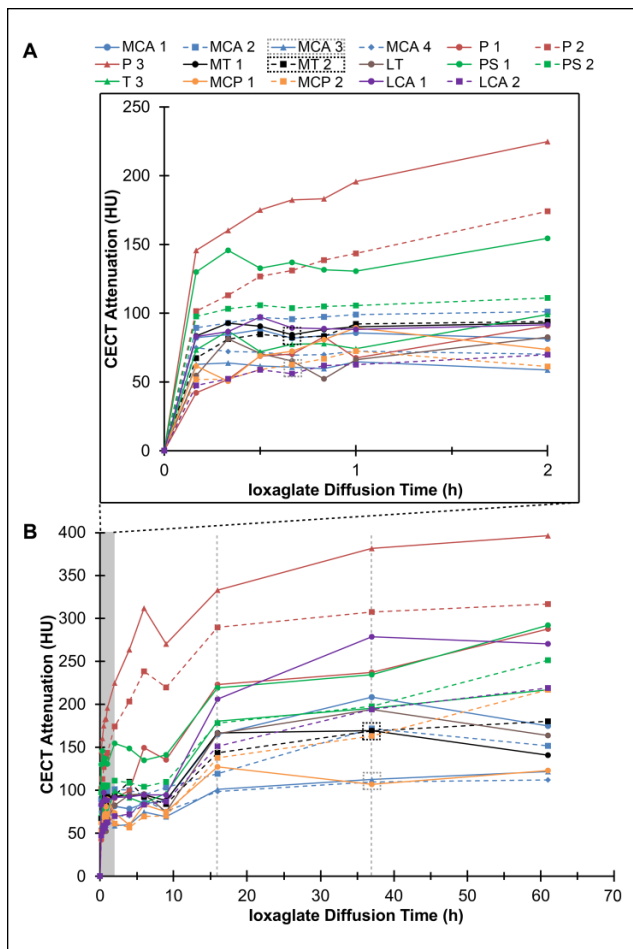 A
MCA 1 MCA 2 MCA 3 MCA 4 P 1 P 2
P 3 MT 1 MT 2 LT PS 1 PS 2
T 3 MCP 1 MCP 2 LCA 1 LCA 2
250
200
150
100
50
0
CECT Attenuation (HU)
0 1 2
Ioxaglate Diffusion Time (h)
B
400
350
300
250
200
150
100
50
0
CECT Attenuation (HU)
0 10 20 30 40 50 60 70
Ioxaglate Diffusion Time (h)